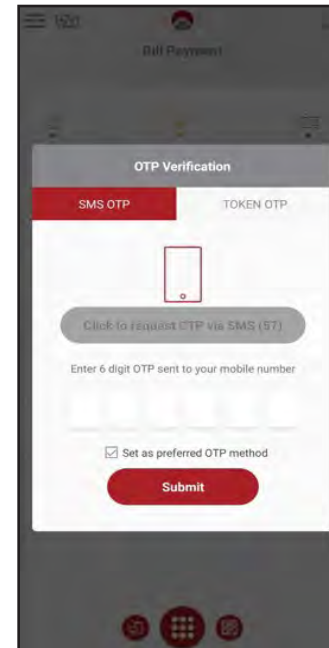 Bill Payment
OTP Verification
SMS OTP
TOKEN OTP
Click to request OTP via SMS (57)
Enter 6 digit OTP sent to your mobile number
Set as preferred OTP method
Submit